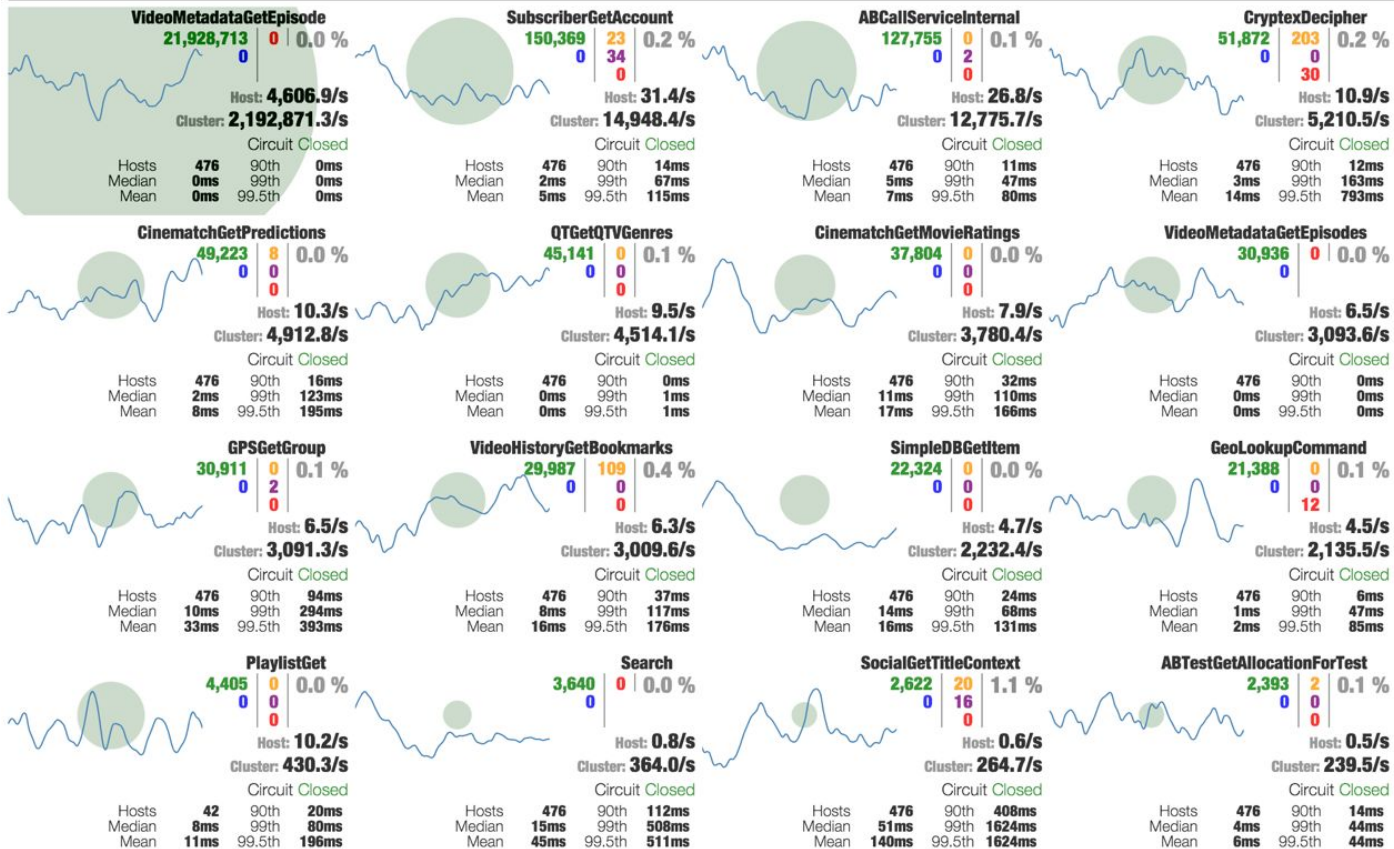 VideoMetadataGetEpisode
21,928,713 0 0.0 %
0
Host: 4,606.9/s
Cluster: 2,192,871.3/s
Circuit Closed
Hosts 476 90th 0ms
Median 0ms 99th 0ms
Mean 0ms 99.5th 0ms
SubscriberGetAccount
150,369 23 0.2 %
0 34
0
Host: 31.4/s
Cluster: 14,948.4/s
Circuit Closed
Hosts 476 90th 14ms
Median 2ms 99th 67ms
Mean 5ms 99.5th 115ms
ABCallServiceInternal
127,755 0 0.1 %
0 2
0
Host: 26.8/s
Cluster: 12,775.7/s
Circuit Closed
Hosts 476 90th 11ms
Median 5ms 99th 47ms
Mean 7ms 99.5th 80ms
CryptexDecipher
51,872 203 0.2 %
0 0
30
Host: 10.9/s
Cluster: 5,210.5/s
Circuit Closed
Hosts 476 90th 12ms
Median 3ms 99th 163ms
Mean 14ms 99.5th 793ms
CinematchGetPredictions
49,223 8 0.0 %
0 0
0
Host: 10.3/s
Cluster: 4,912.8/s
Circuit Closed
Hosts 476 90th 16ms
Median 2ms 99th 123ms
Mean 8ms 99.5th 195ms
QTGetQTVGenres
45,141 0 0.1 %
0 0
0
Host: 9.5/s
Cluster: 4,514.1/s
Circuit Closed
Hosts 476 90th 0ms
Median 0ms 99th 1ms
Mean 0ms 99.5th 1ms
CinematchGetMovieRatings
37,804 0 0.0 %
0 0
0
Host: 7.9/s
Cluster: 3,780.4/s
Circuit Closed
Hosts 476 90th 32ms
Median 11ms 99th 110ms
Mean 17ms 99.5th 166ms
VideoMetadataGetEpisodes
30,936 0 0.0 %
0
Host: 6.5/s
Cluster: 3,093.6/s
Circuit Closed
Hosts 476 90th 0ms
Median 0ms 99th 0ms
Mean 0ms 99.5th 0ms
GPSGetGroup
30,911 0 0.1 %
0 2
0
Host: 6.5/s
Cluster: 3,091.3/s
Circuit Closed
Hosts 476 90th 94ms
Median 10ms 99th 294ms
Mean 33ms 99.5th 393ms
VideoHistoryGetBookmarks
29,987 109 0.4 %
0 0
0
Host: 6.3/s
Cluster: 3,009.6/s
Circuit Closed
Hosts 476 90th 37ms
Median 8ms 99th 117ms
Mean 16ms 99.5th 176ms
SimpleDBGetItem
22,324 0 0.0 %
0 0
0
Host: 4.7/s
Cluster: 2,232.4/s
Circuit Closed
Hosts 476 90th 24ms
Median 14ms 99th 68ms
Mean 16ms 99.5th 131ms
GeoLookupCommand
21,388 0 0.1 %
0 0
12
Host: 4.5/s
Cluster: 2,135.5/s
Circuit Closed
Hosts 476 90th 6ms
Median 1ms 99th 47ms
Mean 2ms 99.5th 85ms
PlaylistGet
4,405 0 0.0 %
0 0
0
Host: 10.2/s
Cluster: 430.3/s
Circuit Closed
Hosts 42 90th 20ms
Median 8ms 99th 80ms
Mean 11ms 99.5th 196ms
Search
3,640 0 0.0 %
0
Host: 0.8/s
Cluster: 364.0/s
Circuit Closed
Hosts 476 90th 112ms
Median 15ms 99th 508ms
Mean 45ms 99.5th 511ms
SocialGetTitleContext
2,622 20 1.1 %
0 16
0
Host: 0.6/s
Cluster: 264.7/s
Circuit Closed
Hosts 476 90th 408ms
Median 51ms 99th 1624ms
Mean 140ms 99.5th 1624ms
ABTestGetAllocationForTest
2,393 2 0.1 %
0 0
0
Host: 0.5/s
Cluster: 239.5/s
Circuit Closed
Hosts 476 90th 14ms
Median 4ms 99th 44ms
Mean 6ms 99.5th 44ms